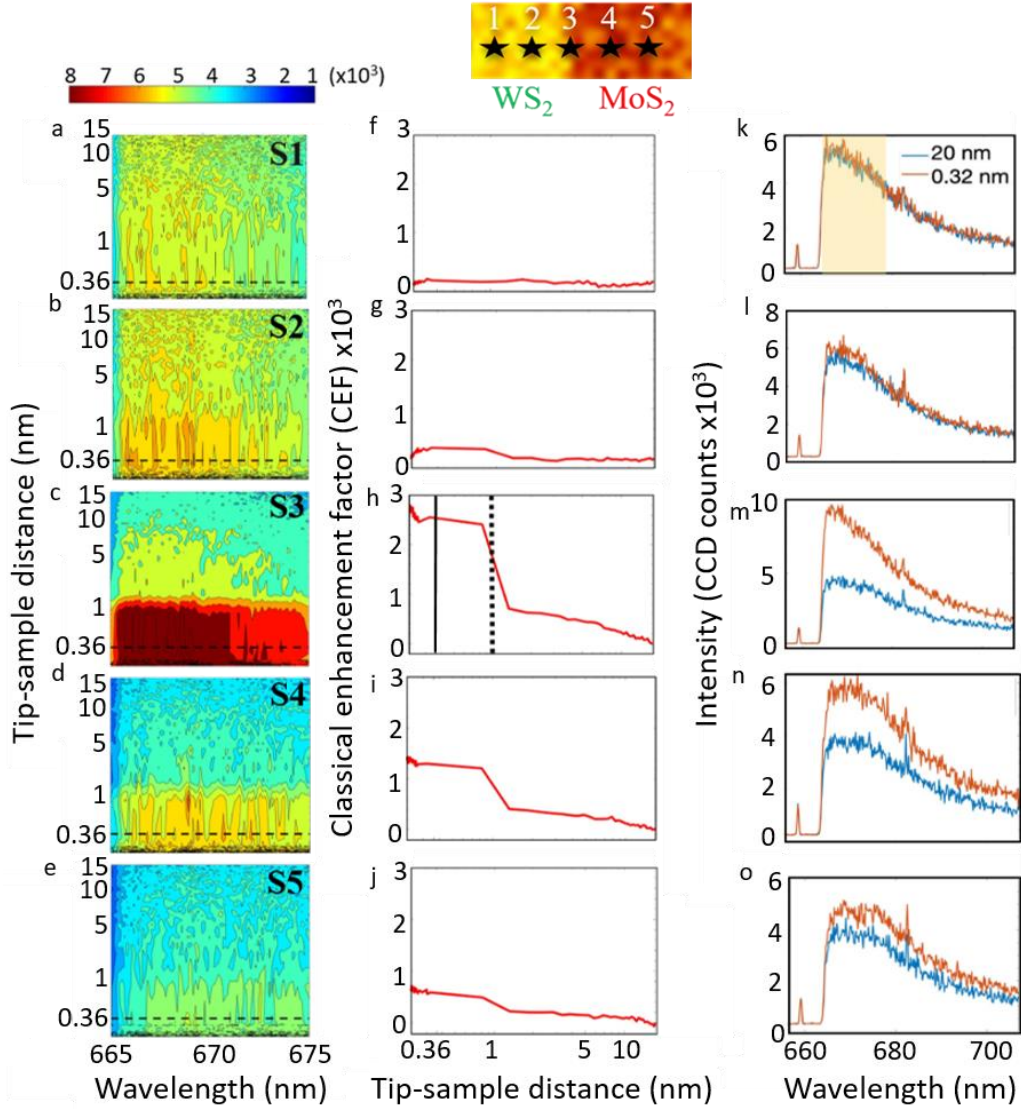 1 2 3 4 5
WS2 MoS2
8 7 6 5 4 3 2 1 (x10³)
a 15 10 5 1 0.36 S1
b 15 10 5 1 0.36 S2
c 15 10 5 1 0.36 S3
d 15 10 5 1 0.36 S4
e 15 10 5 1 0.36 S5
665 670 675
Wavelength (nm)
Tip-sample distance (nm)
f 3 2 1 0
g 3 2 1 0
h 3 2 1 0
i 3 2 1 0
j 3 2 1 0
0.36 1 5 10
Tip-sample distance (nm)
Classical enhancement factor (CEF) x10³
k 6 4 2 0
20 nm
0.32 nm
l 8 6 4 2 0
m 10 5 0
n 6 4 2 0
o 6 4 2 0
660 680 700
Wavelength (nm)
Intensity (CCD counts x10³)